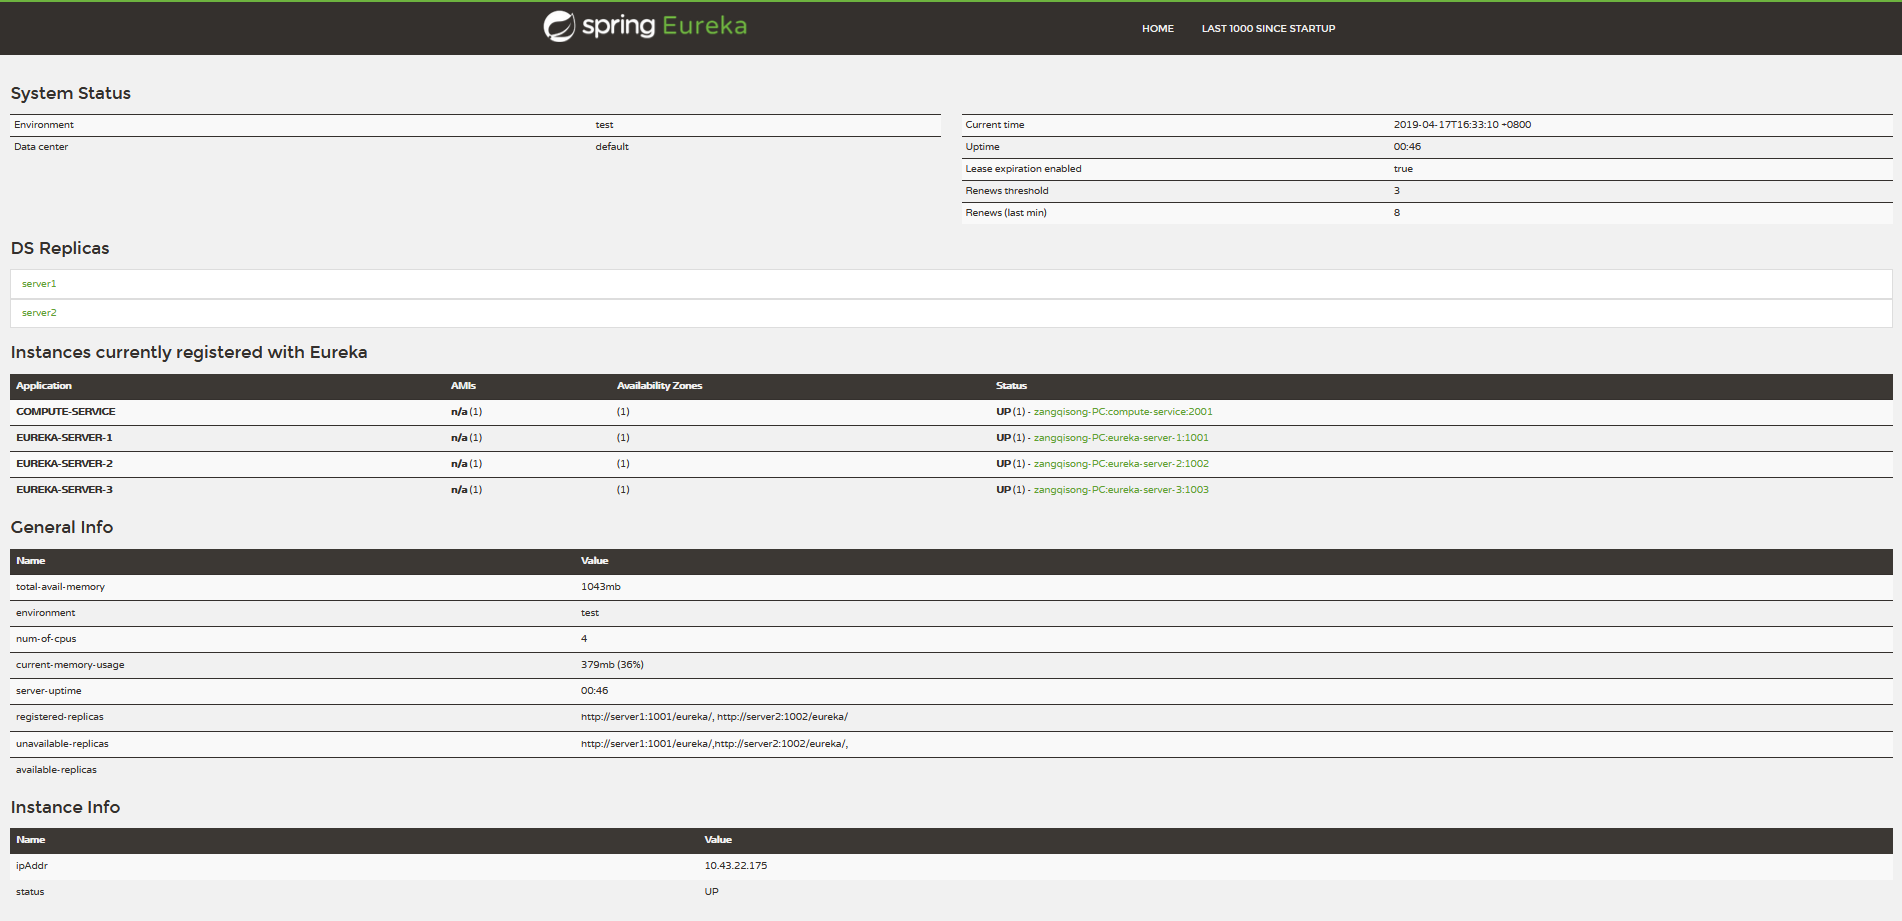 spring Eureka HOME LAST 1000 SINCE STARTUP
System Status
Environment test
Data center default
Current time 2019-04-17T16:33:10 +0800
Uptime 00:46
Lease expiration enabled true
Renews threshold 3
Renews (last min) 8
DS Replicas
server1
server2
Instances currently registered with Eureka
Application AMIs Availability Zones Status
COMPUTE-SERVICE n/a (1) (1) UP (1) - zangqisong-PC:compute-service:2001
EUREKA-SERVER-1 n/a (1) (1) UP (1) - zangqisong-PC:eureka-server-1:1001
EUREKA-SERVER-2 n/a (1) (1) UP (1) - zangqisong-PC:eureka-server-2:1002
EUREKA-SERVER-3 n/a (1) (1) UP (1) - zangqisong-PC:eureka-server-3:1003
General Info
Name Value
total-avail-memory 1043mb
environment test
num-of-cpus 4
current-memory-usage 379mb (36%)
server-uptime 00:46
registered-replicas http://server1:1001/eureka/, http://server2:1002/eureka/
unavailable-replicas http://server1:1001/eureka/,http://server2:1002/eureka/,
available-replicas
Instance Info
Name Value
ipAddr 10.43.22.175
status UP